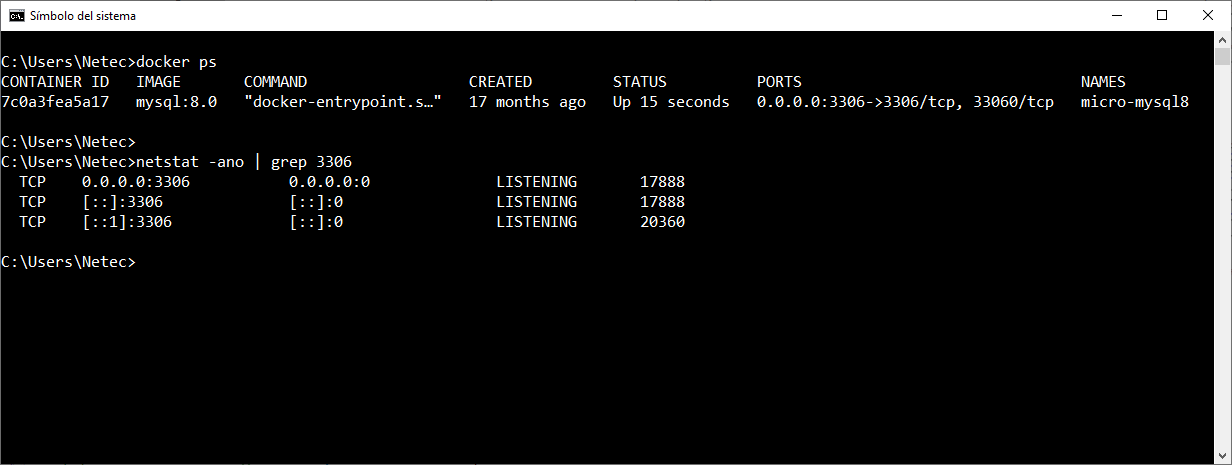 Símbolo del sistema
C:\Users\Netec>docker ps
CONTAINER ID   IMAGE       COMMAND                  CREATED         STATUS          PORTS                               NAMES
7c0a3fea5a17   mysql:8.0   "docker-entrypoint.s…"   17 months ago   Up 15 seconds   0.0.0.0:3306->3306/tcp, 33060/tcp   micro-mysql8
C:\Users\Netec>
C:\Users\Netec>netstat -ano | grep 3306
  TCP    0.0.0.0:3306           0.0.0.0:0              LISTENING       17888
  TCP    [::]:3306              [::]:0                 LISTENING       17888
  TCP    [::1]:3306             [::]:0                 LISTENING       20360
C:\Users\Netec>